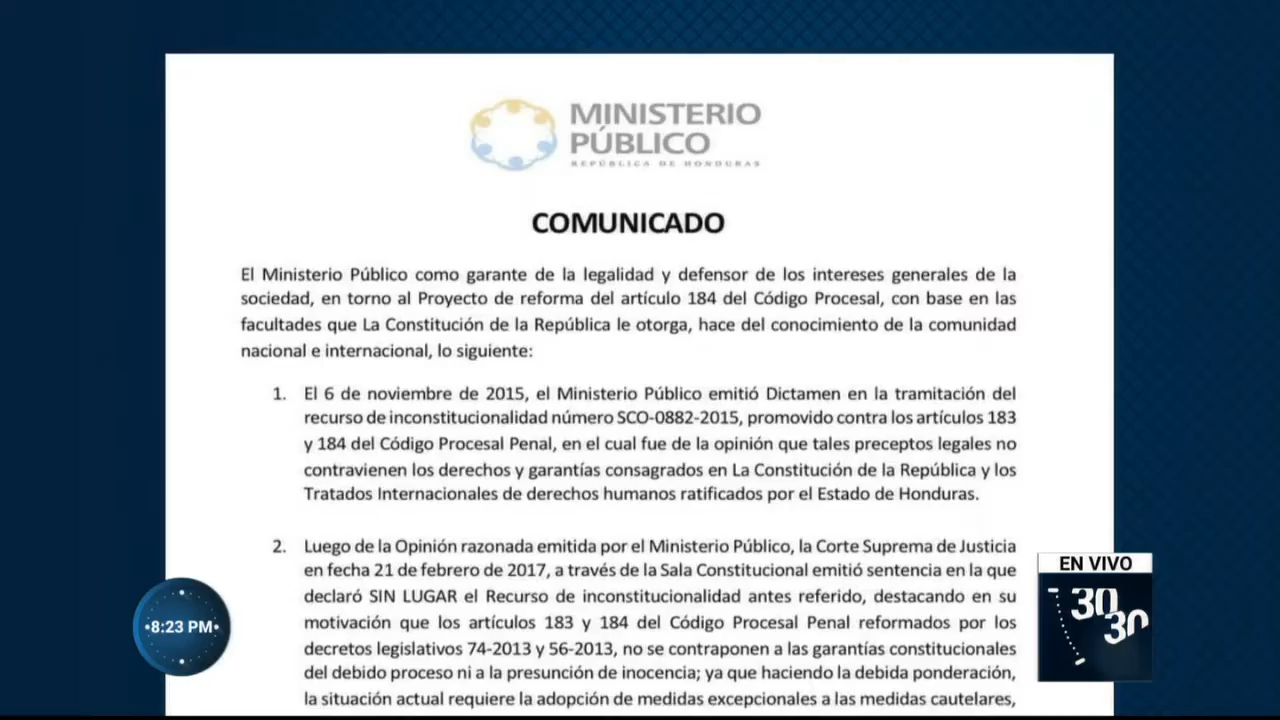 MINISTERIO
PÚBLICO
REPÚBLICA DE HONDURAS
COMUNICADO
El Ministerio Público como garante de la legalidad y defensor de los intereses generales de la
sociedad, en torno al Proyecto de reforma del artículo 184 del Código Procesal, con base en las
facultades que La Constitución de la República le otorga, hace del conocimiento de la comunidad
nacional e internacional, lo siguiente:
1. El 6 de noviembre de 2015, el Ministerio Público emitió Dictamen en la tramitación del
recurso de inconstitucionalidad número SCO-0882-2015, promovido contra los artículos 183
y 184 del Código Procesal Penal, en el cual fue de la opinión que tales preceptos legales no
contravienen los derechos y garantías consagrados en La Constitución de la República y los
Tratados Internacionales de derechos humanos ratificados por el Estado de Honduras.
2. Luego de la Opinión razonada emitida por el Ministerio Público, la Corte Suprema de Justicia
en fecha 21 de febrero de 2017, a través de la Sala Constitucional emitió sentencia en la que
declaró SIN LUGAR el Recurso de inconstitucionalidad antes referido, destacando en su
motivación que los artículos 183 y 184 del Código Procesal Penal reformados por los
decretos legislativos 74-2013 y 56-2013, no se contraponen a las garantías constitucionales
del debido proceso ni a la presunción de inocencia; ya que haciendo la debida ponderación,
la situación actual requiere la adopción de medidas excepcionales a las medidas cautelares,
8:23 PM
EN VIVO
30
30